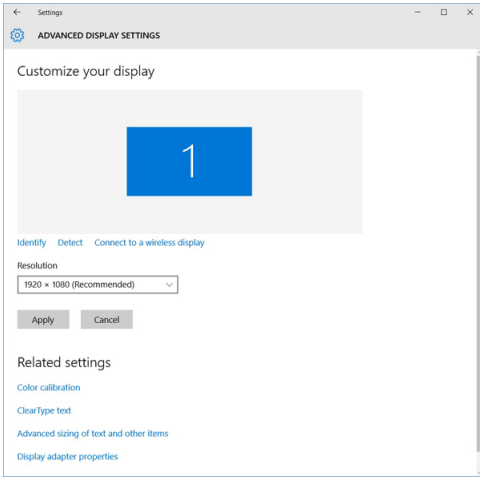 Settings
ADVANCED DISPLAY SETTINGS
Customize your display
1
Identify Detect Connect to a wireless display
Resolution
1920 × 1080 (Recommended)
Apply Cancel
Related settings
Color calibration
ClearType text
Advanced sizing of text and other items
Display adapter properties